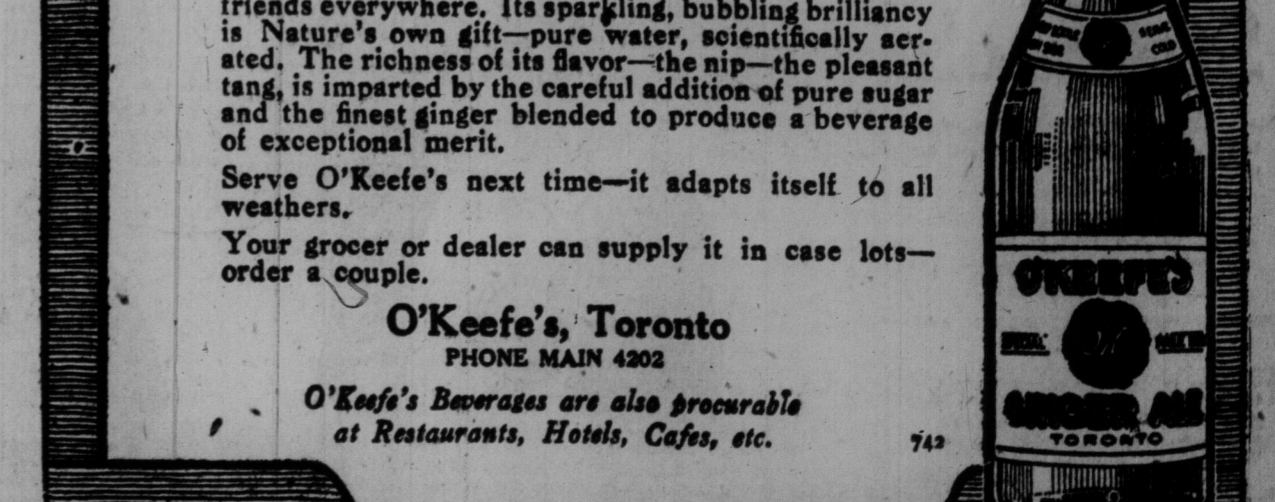 friends everywhere. Its sparkling, bubbling brilliancy
is Nature's own gift—pure water, scientifically aer-
ated. The richness of its flavor—the nip—the pleasant
tang, is imparted by the careful addition of pure sugar
and the finest ginger blended to produce a beverage
of exceptional merit.
Serve O'Keefe's next time—it adapts itself to all
weathers.
Your grocer or dealer can supply it in case lots—
order a couple.
O'Keefe's, Toronto
PHONE MAIN 4202
O'Keefe's Beverages are also procurable
at Restaurants, Hotels, Cafes, etc.
742
SERVE
COLD
O'KEEFE'S
GINGER ALE
TORONTO